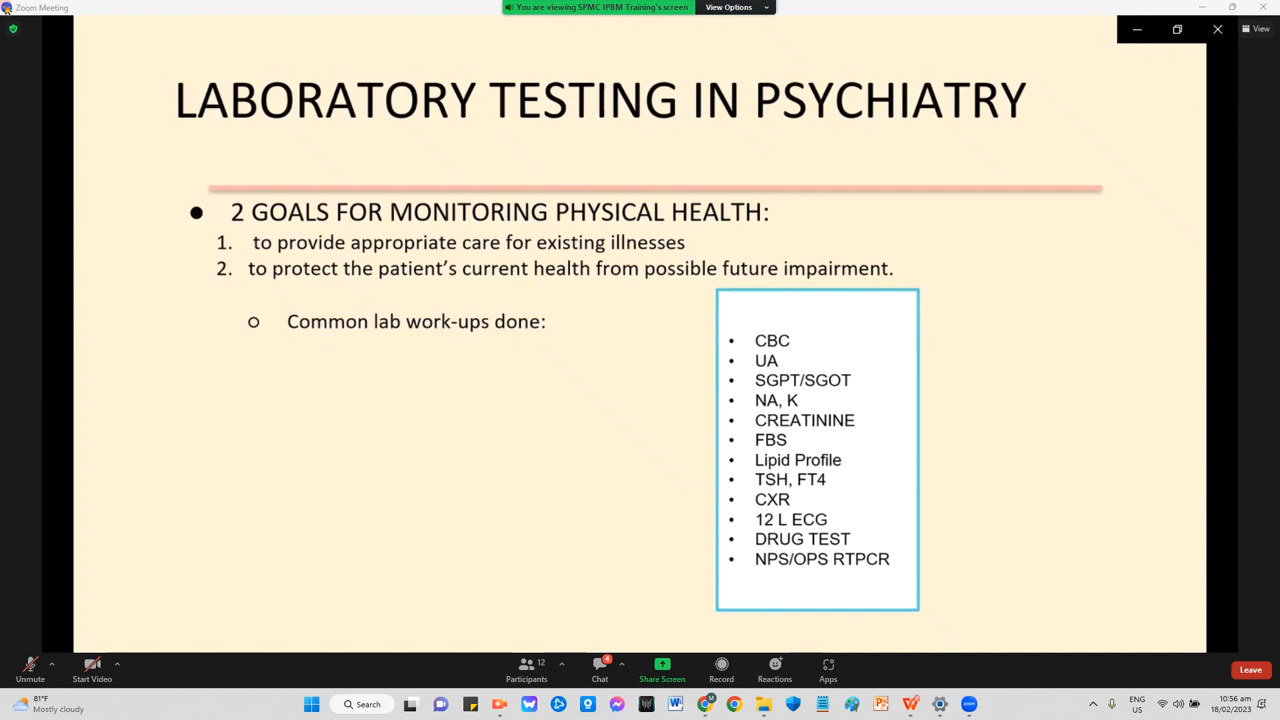 Zoom Meeting
You are viewing SPMC IPBM Training's screen
View Options
View
LABORATORY TESTING IN PSYCHIATRY
● 2 GOALS FOR MONITORING PHYSICAL HEALTH:
1. to provide appropriate care for existing illnesses
2. to protect the patient's current health from possible future impairment.
o Common lab work-ups done:
• CBC
• UA
• SGPT/SGOT
• NA, K
• CREATININE
• FBS
• Lipid Profile
• TSH, FT4
• CXR
• 12 L ECG
• DRUG TEST
• NPS/OPS RTPCR
Unmute
Start Video
12
Participants
4
Chat
Share Screen
Record
Reactions
Apps
Leave
81°F
Mostly cloudy
Search
ENG
US
10:56 am
18/02/2023